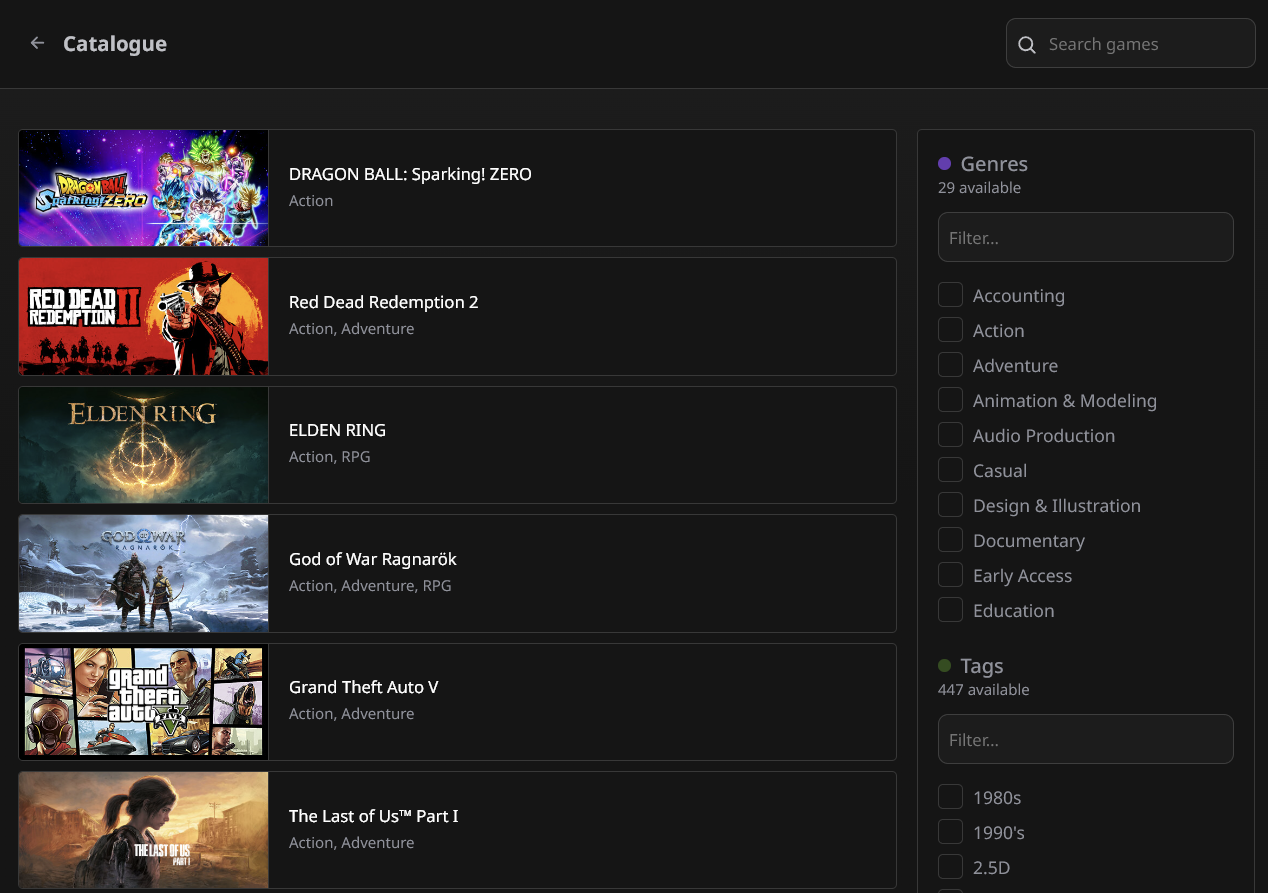 Catalogue
Search games
DRAGON BALL
Sparking! ZERO
DRAGON BALL: Sparking! ZERO
Action
RED DEAD
REDEMPTION II
Red Dead Redemption 2
Action, Adventure
ELDEN RING
ELDEN RING
Action, RPG
GOD OF WAR
RAGNARÖK
God of War Ragnarök
Action, Adventure, RPG
grand
theft
auto
FIVE
Grand Theft Auto V
Action, Adventure
THE LAST OF US
PART I
The Last of Us™ Part I
Action, Adventure
Genres
29 available
Filter...
Accounting
Action
Adventure
Animation & Modeling
Audio Production
Casual
Design & Illustration
Documentary
Early Access
Education
Tags
447 available
Filter...
1980s
1990's
2.5D